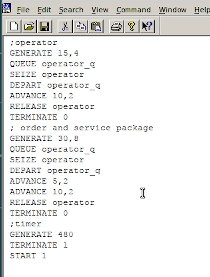 File Edit Search View Command Window Help
;operator
GENERATE 15,4
QUEUE operator_q
SEIZE operator
DEPART operator_q
ADVANCE 10,2
RELEASE operator
TERMINATE 0
; order and service package
GENERATE 30,8
QUEUE operator_q
SEIZE operator
DEPART operator_q
ADVANCE 5,2
ADVANCE 10,2
RELEASE operator
TERMINATE 0
;timer
GENERATE 480
TERMINATE 1
START 1